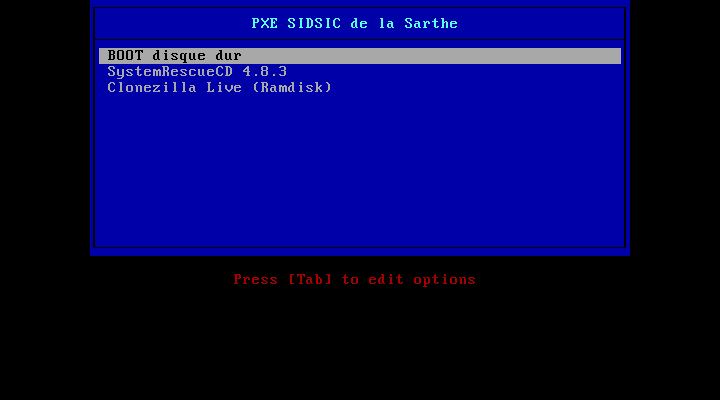 PXE SIDSIC de la Sarthe
BOOT disque dur
SystemRescueCD 4.8.3
Clonezilla Live (Ramdisk)
Press [Tab] to edit options